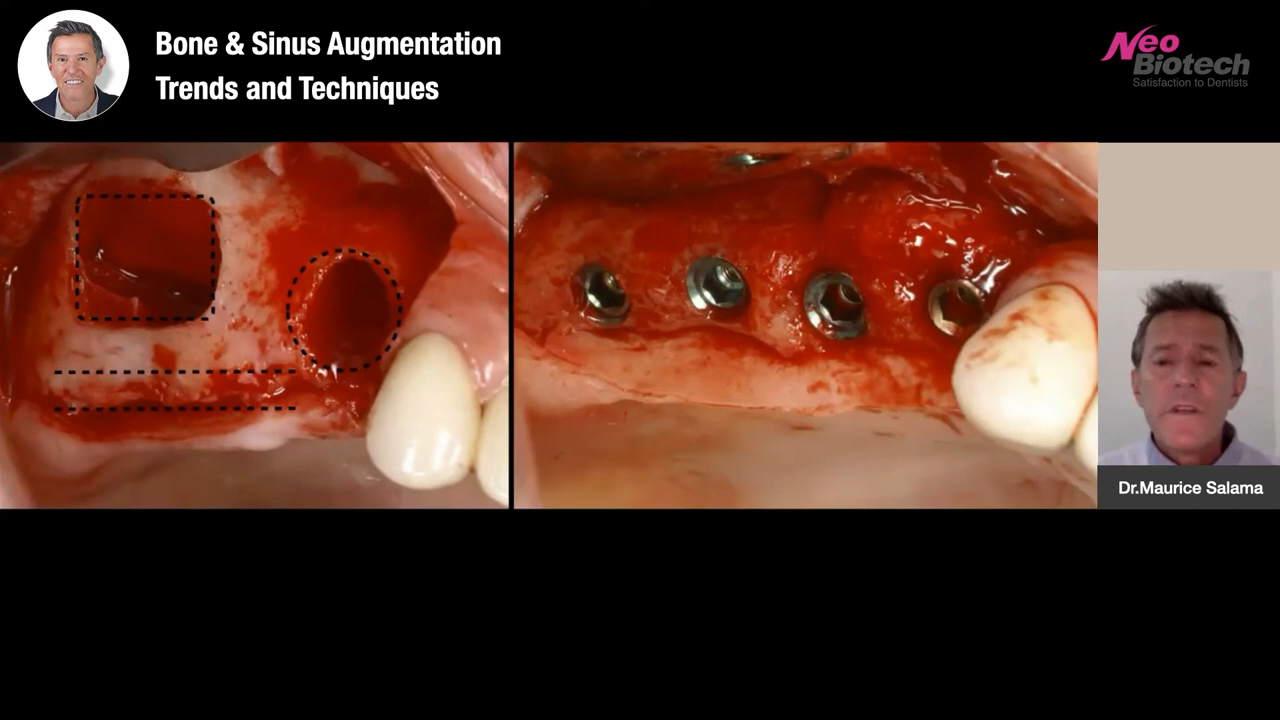 Bone & Sinus Augmentation
Trends and Techniques
Neo
Biotech
Satisfaction to Dentists
Dr.Maurice Salama